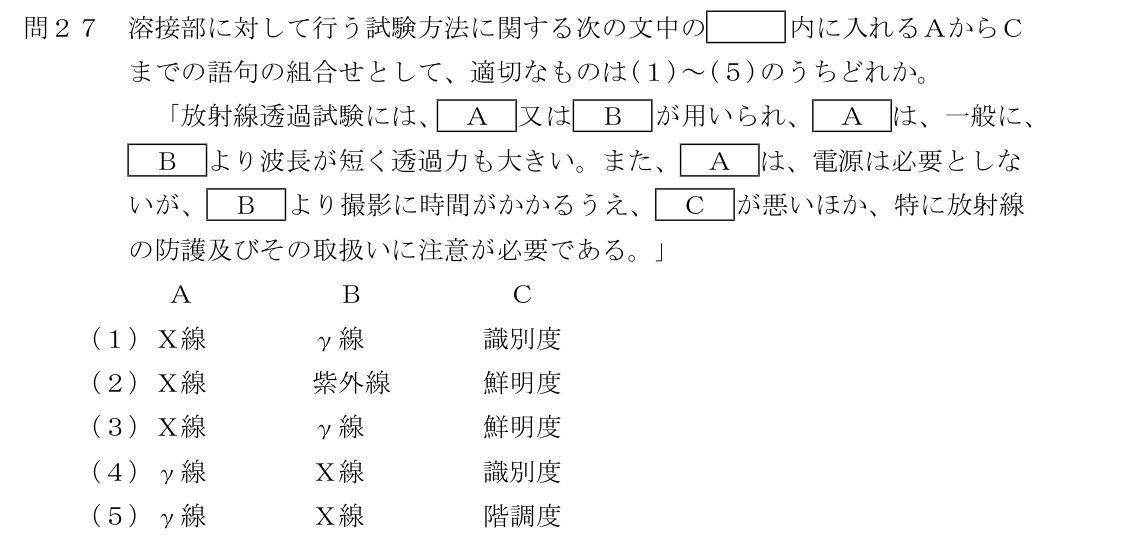 問２７　溶接部に対して行う試験方法に関する次の文中の　　　内に入れるＡからＣ
までの語句の組合せとして、適切なものは(１)～(５)のうちどれか。
「放射線透過試験には、Ａ又はＢが用いられ、Ａは、一般に、
Ｂより波長が短く透過力も大きい。また、Ａは、電源は必要としな
いが、Ｂより撮影に時間がかかるうえ、Ｃが悪いほか、特に放射線
の防護及びその取扱いに注意が必要である。」
Ａ　Ｂ　Ｃ
(１) Ｘ線　γ線　識別度
(２) Ｘ線　紫外線　鮮明度
(３) Ｘ線　γ線　鮮明度
(４) γ線　Ｘ線　識別度
(５) γ線　Ｘ線　階調度